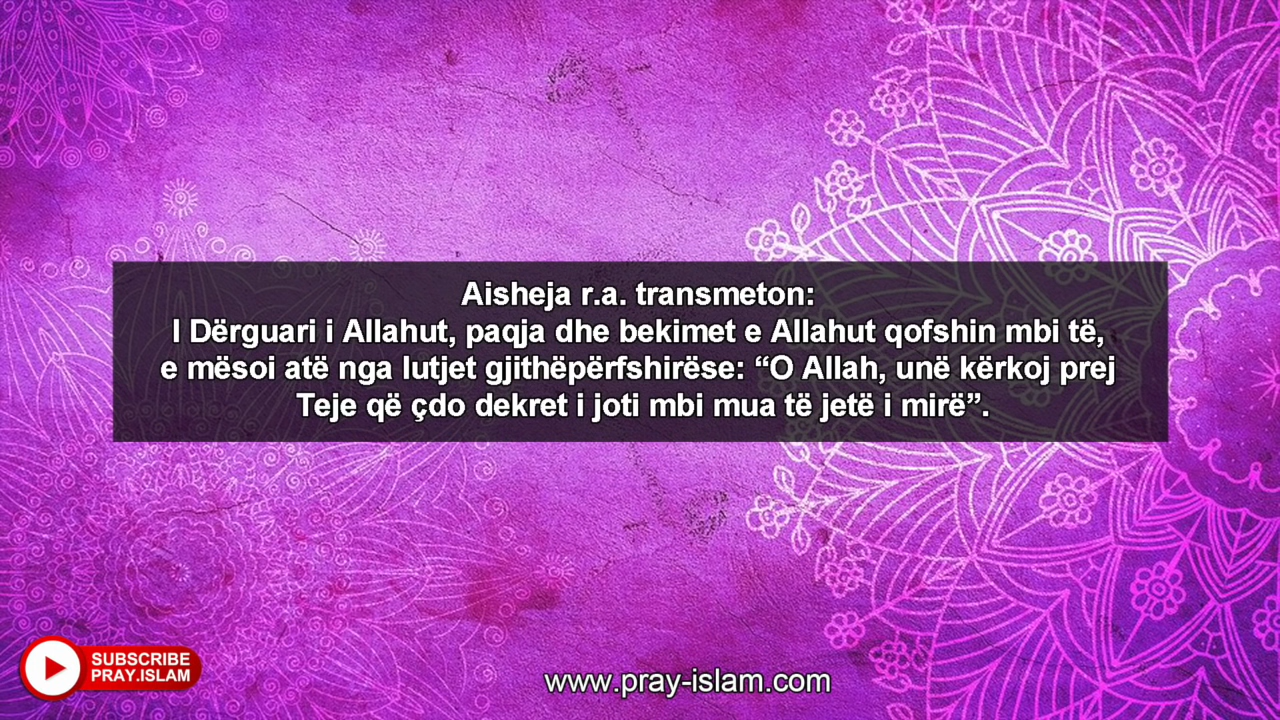 Aisheja r.a. transmeton:
I Dërguari i Allahut, paqja dhe bekimet e Allahut qofshin mbi të,
e mësoi atë nga lutjet gjithëpërfshirëse: “O Allah, unë kërkoj prej
Teje që çdo dekret i joti mbi mua të jetë i mirë”.
SUBSCRIBE
PRAY.ISLAM
www.pray-islam.com